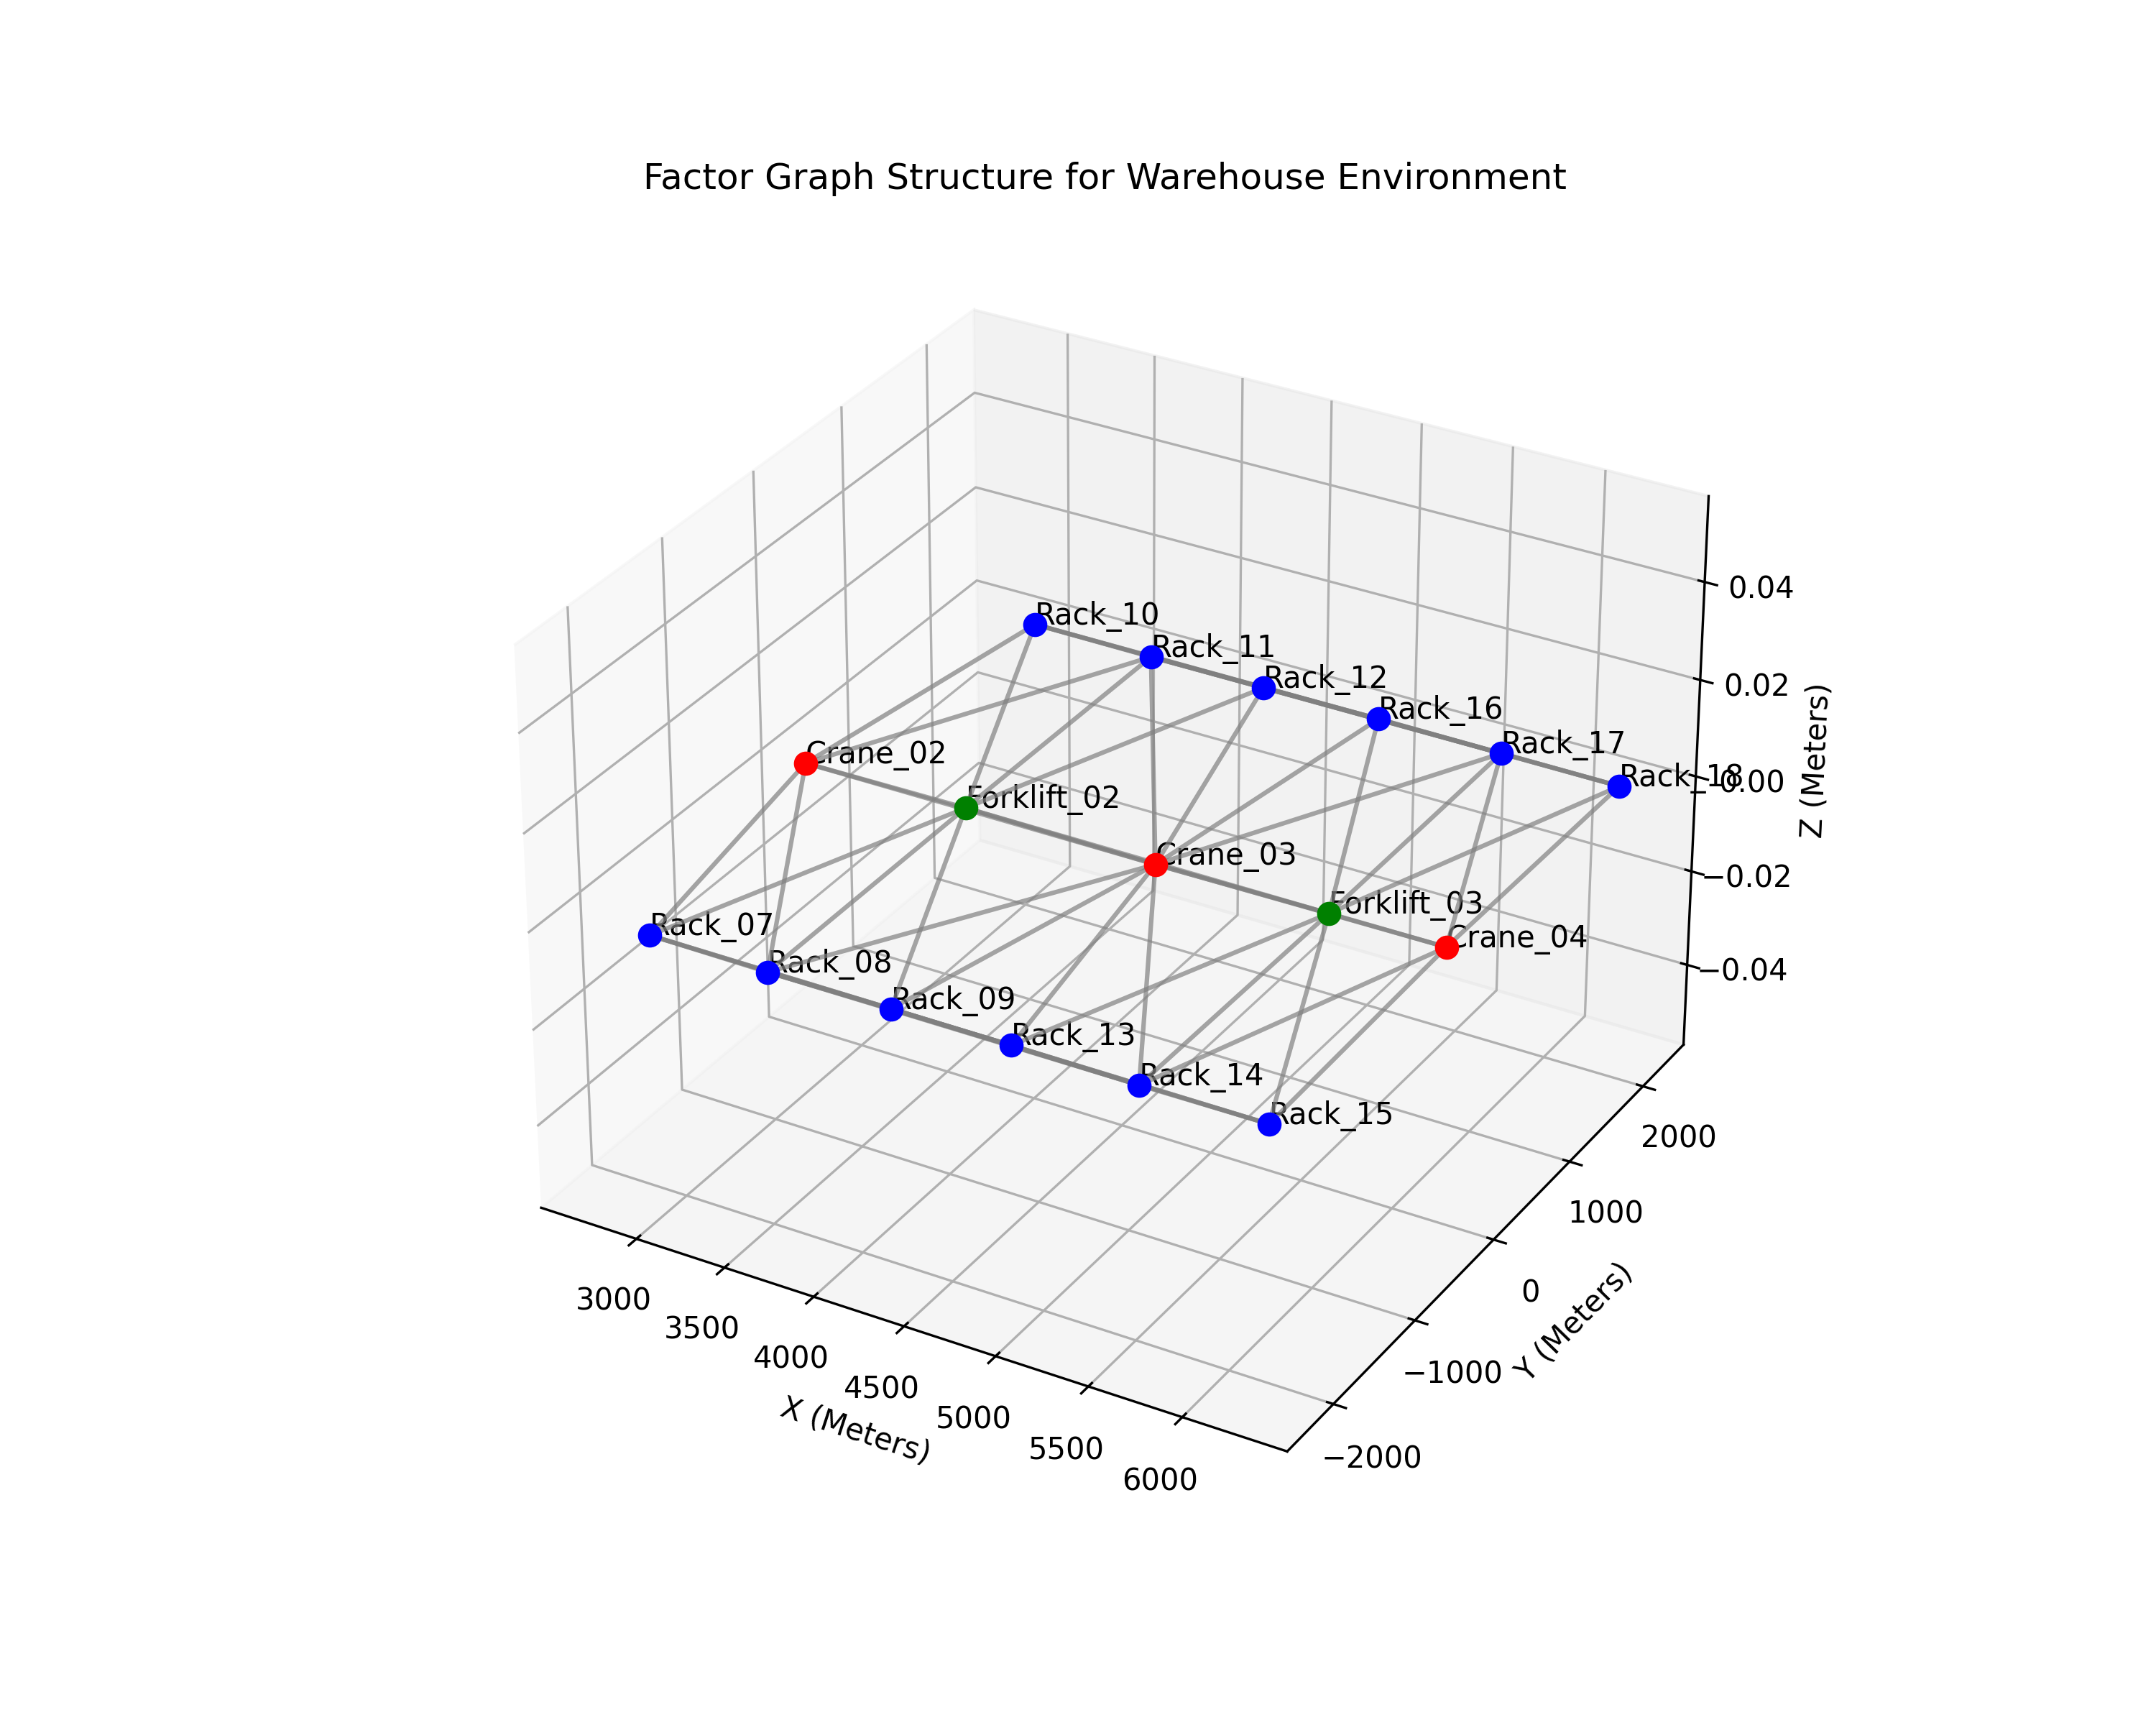 Factor Graph Structure for Warehouse Environment
Rack_10
Rack_11
Rack_12
Rack_16
Rack_17
Rack_18
Crane_02
Forklift_02
Crane_03
Forklift_03
Crane_04
Rack_07
Rack_08
Rack_09
Rack_13
Rack_14
Rack_15
0.04
0.02
0.00
−0.02
−0.04
Z (Meters)
2000
1000
0
−1000
−2000
Y (Meters)
3000
3500
4000
4500
5000
5500
6000
X (Meters)